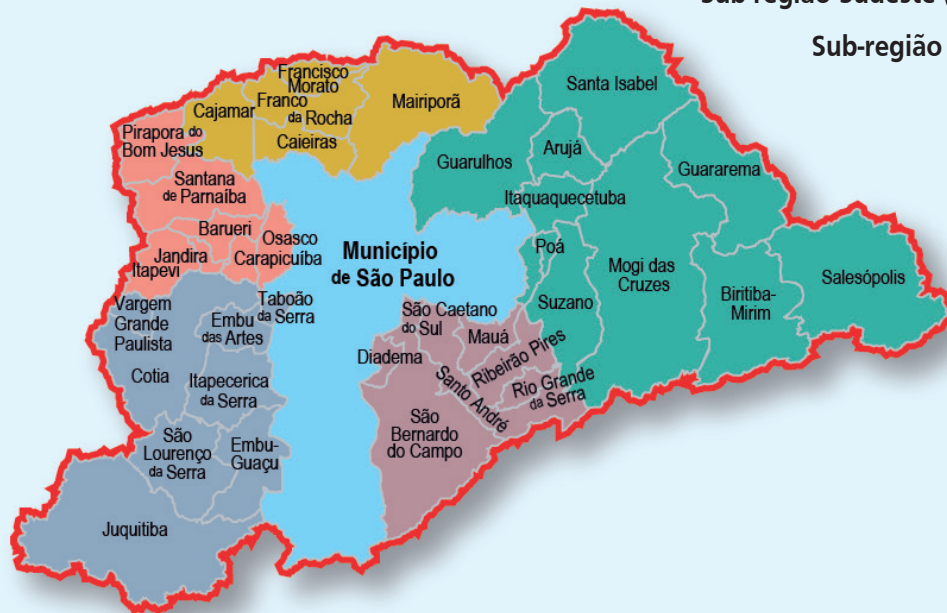 Sub-região Sudeste
Sub-região
Francisco
Morato
Cajamar
Franco
da Rocha
Mairiporã
Santa Isabel
Pirapora do
Bom Jesus
Caieiras
Guarulhos
Arujá
Guararema
Santana
de Parnaíba
Itaquaquecetuba
Barueri
Osasco
Carapicuíba
Jandira
Itapevi
Município
de São Paulo
Poá
Mogi das
Cruzes
Salesópolis
Suzano
Biritiba-
Mirim
Vargem
Grande
Paulista
Taboão
da Serra
Embu
das Artes
São Caetano
do Sul
Mauá
Diadema
Ribeirão Pires
Cotia
Itapecerica
da Serra
Santo André
Rio Grande
da Serra
São
Bernardo
do Campo
São
Lourenço
da Serra
Embu-
Guaçu
Juquitiba